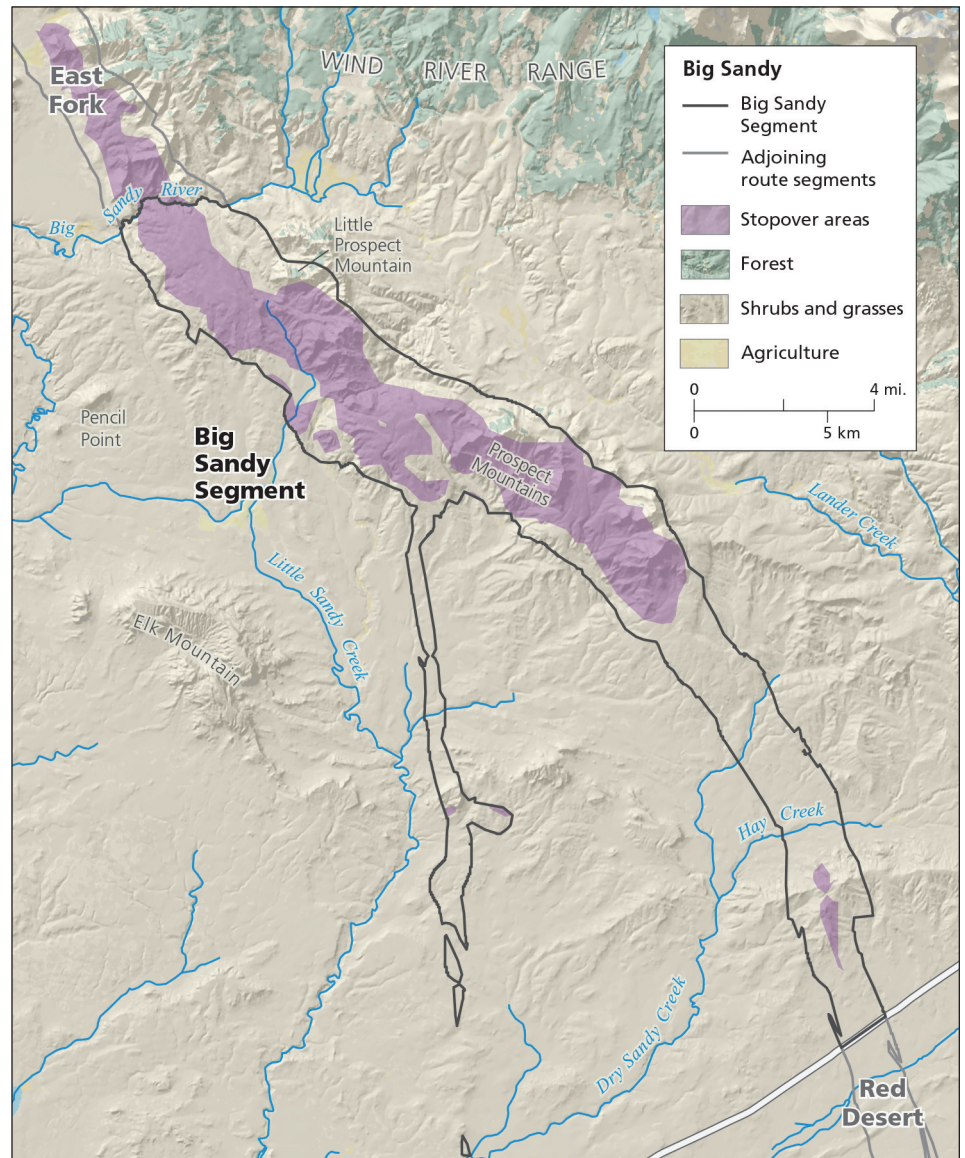 WIND RIVER RANGE
East
Fork
Big Sandy River
Little
Prospect
Mountain
Pencil
Point
Big
Sandy
Segment
Prospect
Mountains
Lander Creek
Little Sandy Creek
Elk Mountain
Hay Creek
Dry Sandy Creek
Red
Desert
Big Sandy
Big Sandy
Segment
Adjoining
route segments
Stopover areas
Forest
Shrubs and grasses
Agriculture
0 4 mi.
0 5 km